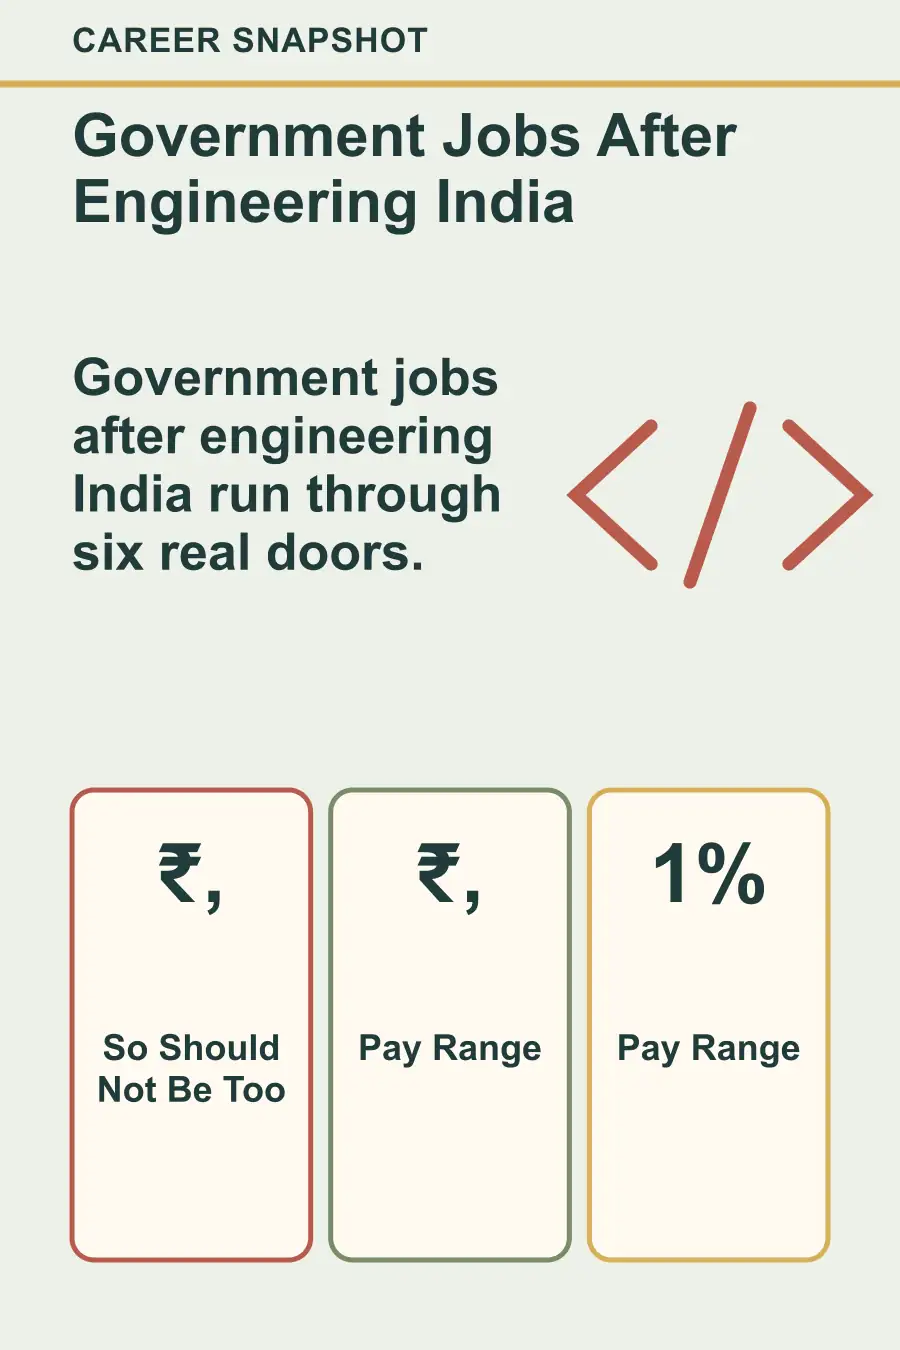 CAREER SNAPSHOT
Government Jobs After
Engineering India
Government jobs
after engineering
India run through
six real doors.
</>
₹,
So Should
Not Be Too
₹,
Pay Range
1%
Pay Range